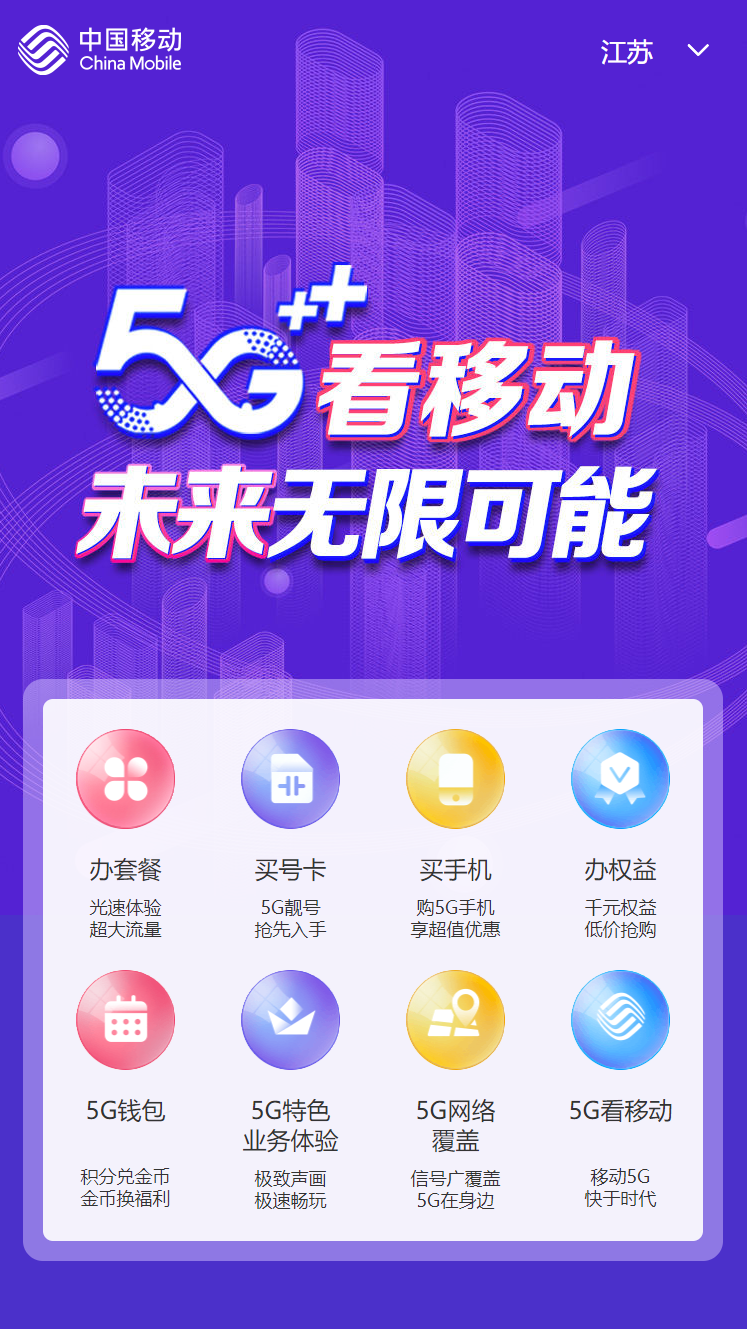 中国移动
China Mobile
江苏
5G++看移动
未来无限可能
办套餐
光速体验
超大流量
买号卡
5G靓号
抢先入手
买手机
购5G手机
享超值优惠
办权益
千元权益
低价抢购
5G钱包
积分兑金币
金币换福利
5G特色
业务体验
极致声画
极速畅玩
5G网络
覆盖
信号广覆盖
5G在身边
5G看移动
移动5G
快于时代